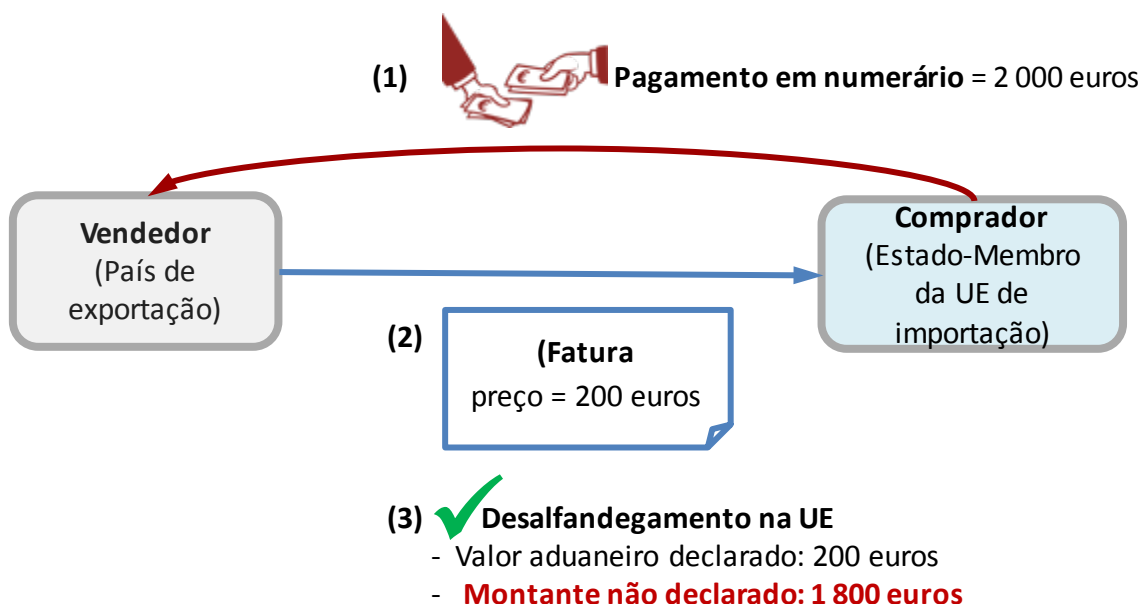 (1) Pagamento em numerário = 2 000 euros
Vendedor
(País de
exportação)
Comprador
(Estado-Membro
da UE de
importação)
(2)
(Fatura
preço = 200 euros
(3) Desalfandegamento na UE
- Valor aduaneiro declarado: 200 euros
- Montante não declarado: 1 800 euros